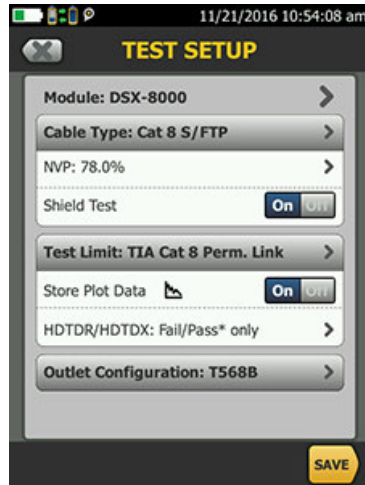 11/21/2016 10:54:08 am
TEST SETUP
Module: DSX-8000
Cable Type: Cat 8 S/FTP
NVP: 78.0%
Shield Test On Off
Test Limit: TIA Cat 8 Perm. Link
Store Plot Data On Off
HDTDR/HDTDX: Fail/Pass* only
Outlet Configuration: T568B
SAVE